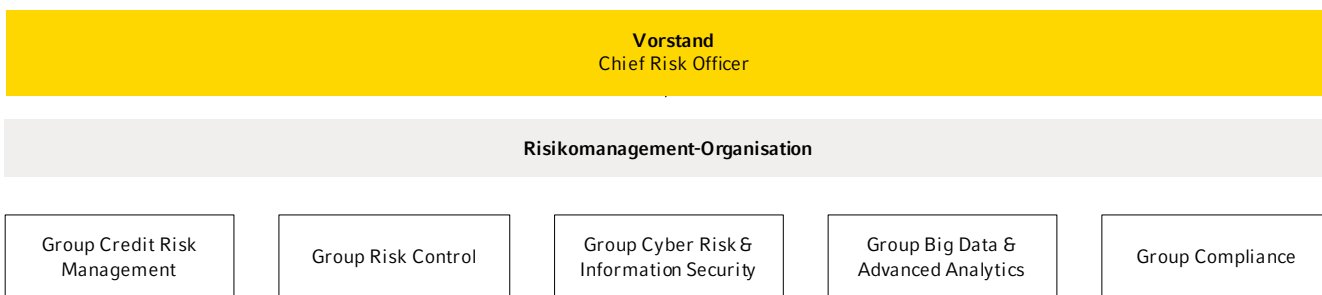 Vorstand
Chief Risk Officer
Risikomanagement-Organisation
Group Credit Risk
Management
Group Risk Control
Group Cyber Risk &
Information Security
Group Big Data &
Advanced Analytics
Group Compliance